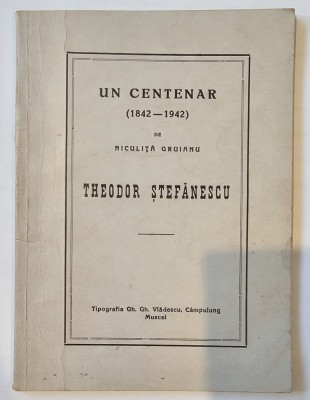 UN CENTENAR
(1842—1942)
DE
NICULIȚĂ GRUIANU
THEODOR ȘTEFĂNESCU
Tipografia Gh. Gh. Vlădescu, Câmpulung
Muscel